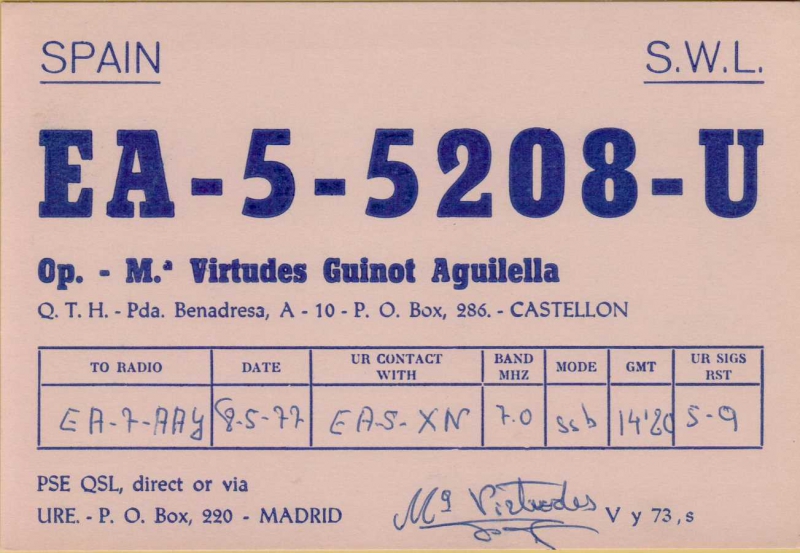 SPAIN S.W.L.
EA-5-5208-U
Op. - M.ª Virtudes Guinot Aguilella
Q. T. H. - Pda. Benadresa, A - 10 - P. O. Box, 286. - CASTELLON
TO RADIO DATE UR CONTACT WITH BAND MHZ MODE GMT UR SIGS RST
EA-7-AAY 8-5-77 EA5-XN 7.0 ssb 14'20 5-9
PSE QSL, direct or via
URE. - P. O. Box, 220 - MADRID Mª Virtudes V y 73,s